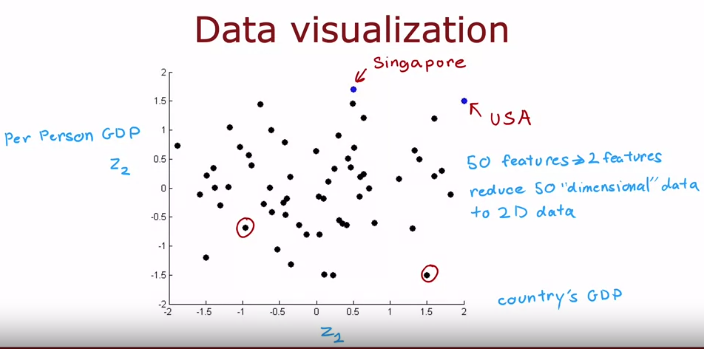 Data visualization
Singapore
USA
Per Person GDP
Z2
50 features → 2 features
reduce 50 "dimensional" data
to 2D data
2
1.5
1
0.5
0
-0.5
-1
-1.5
-2
-2
-1.5
-1
-0.5
0
0.5
1
1.5
2
country's GDP
Z1